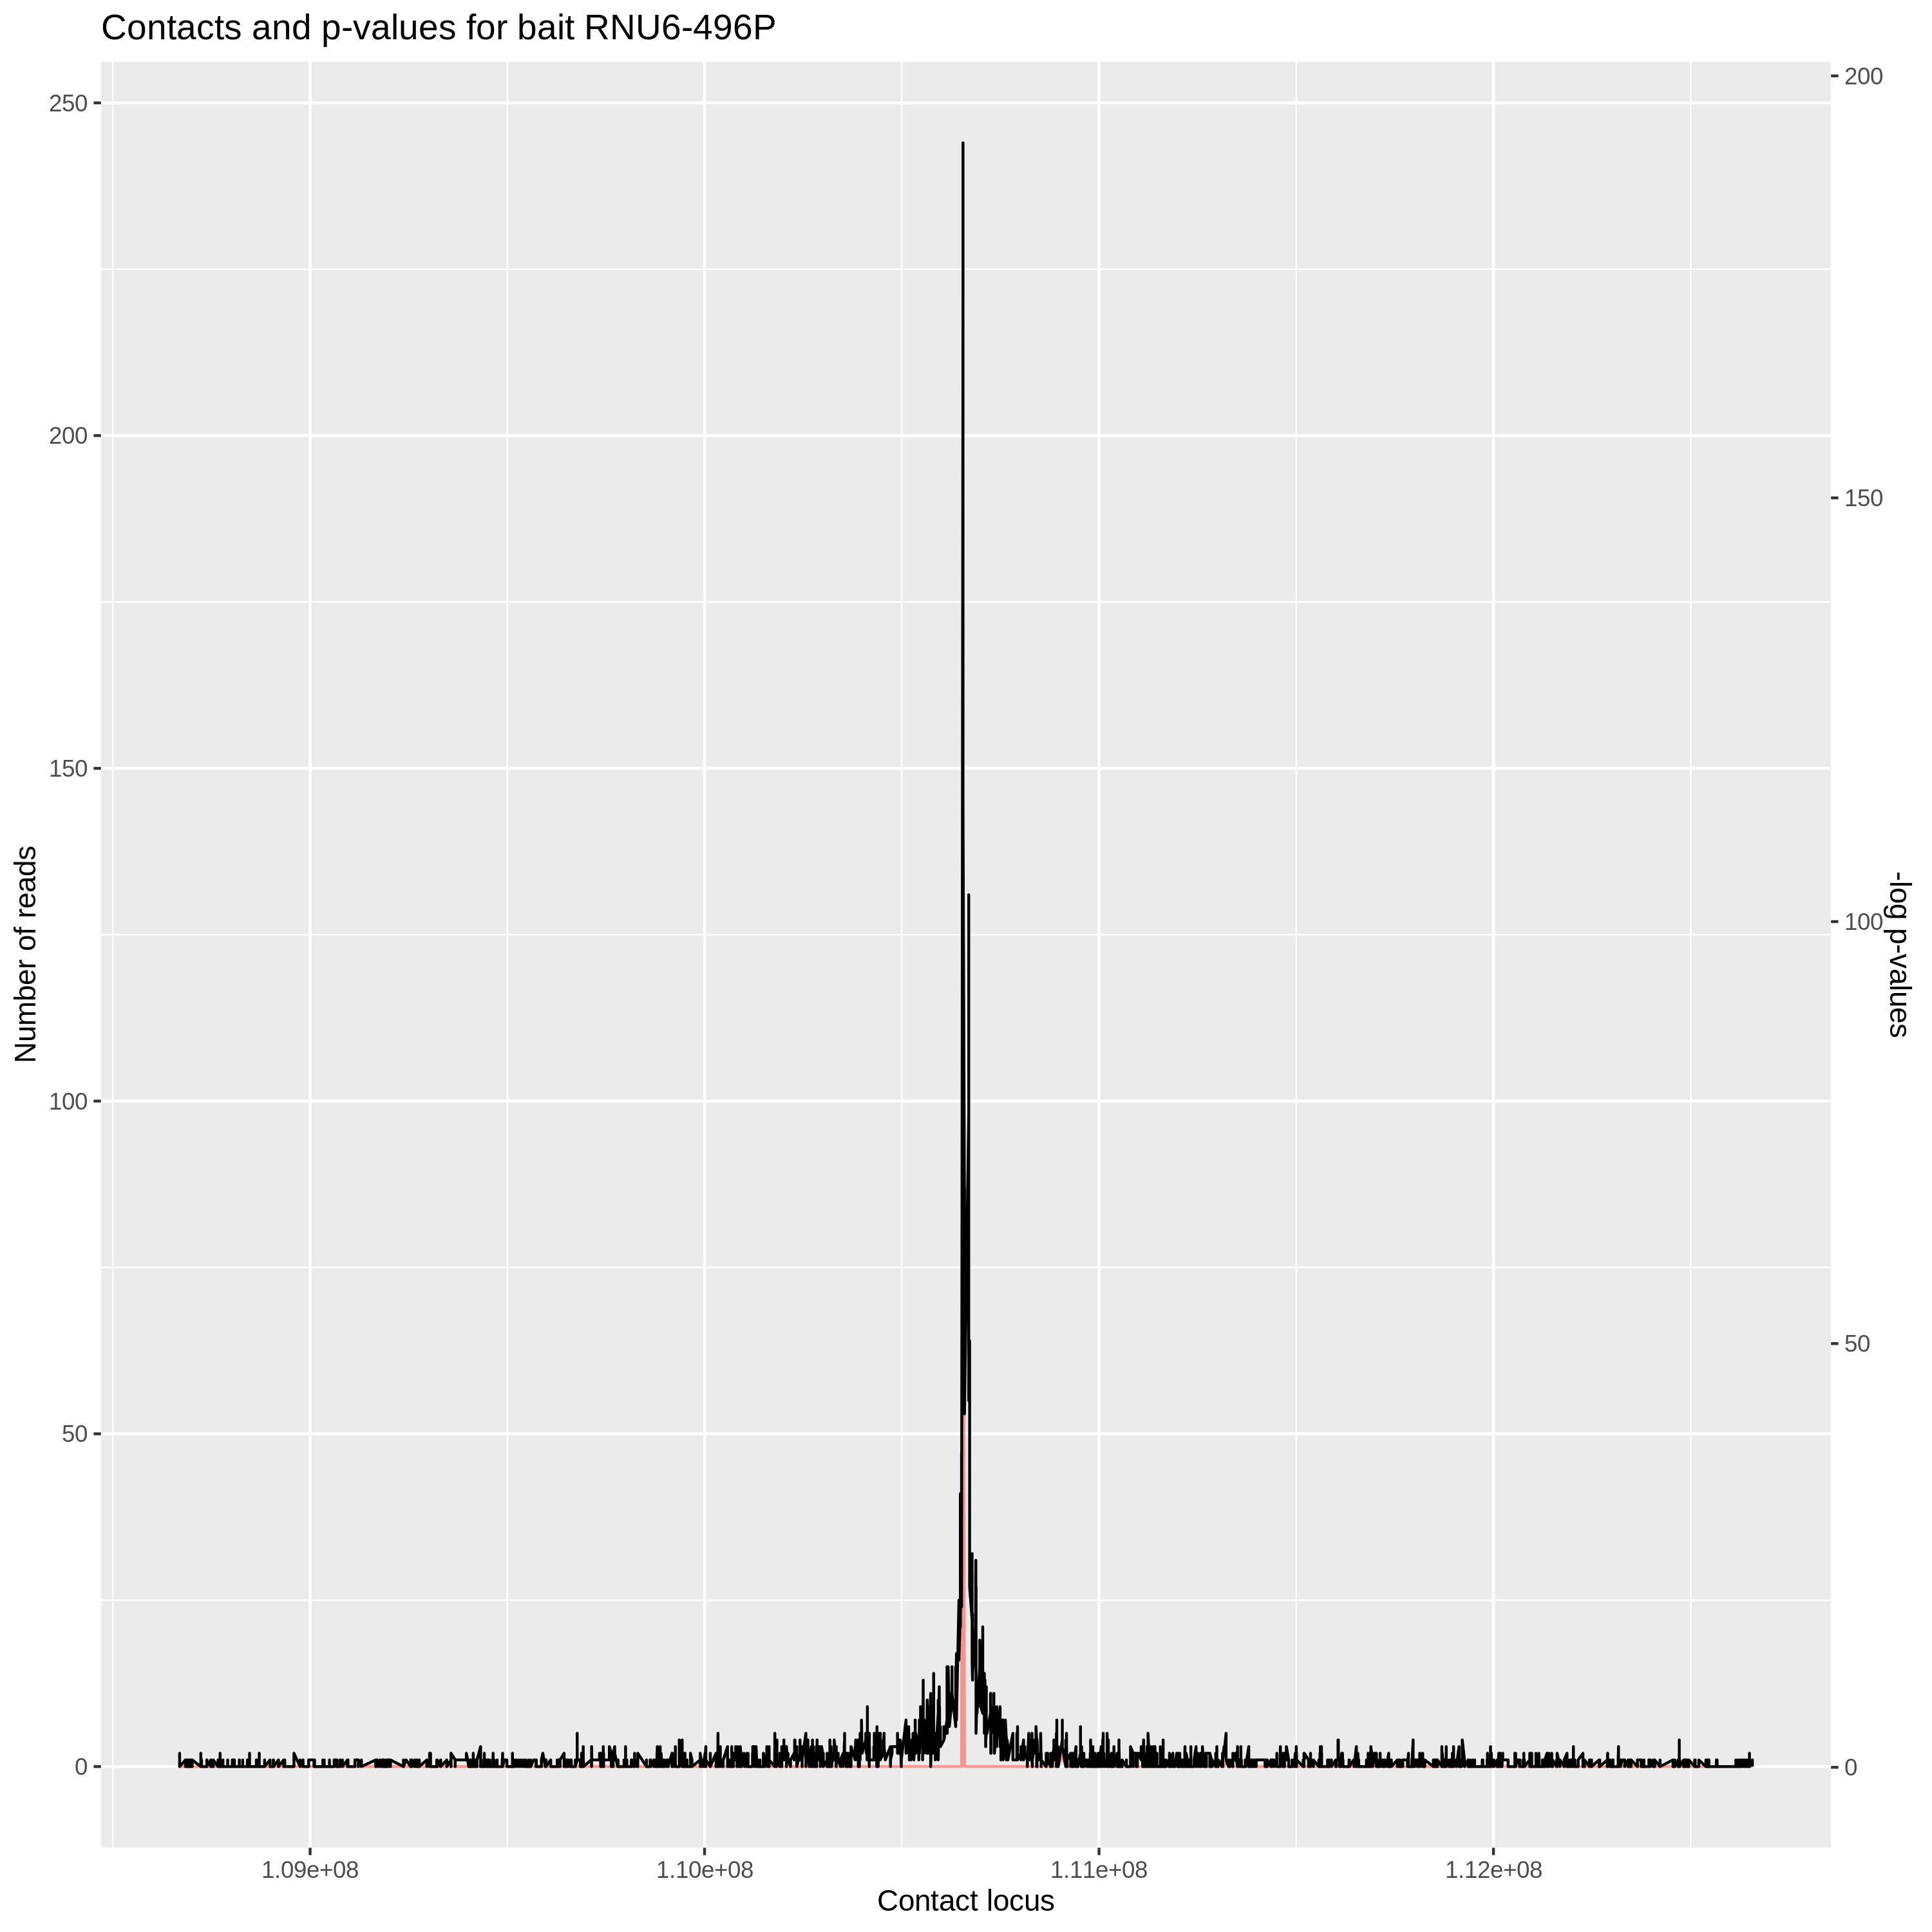 Contacts and p-values for bait RNU6-496P
250
200
150
100
50
0
Number of reads
200
150
100
50
0
-log p-values
1.09e+08
1.10e+08
1.11e+08
1.12e+08
Contact locus